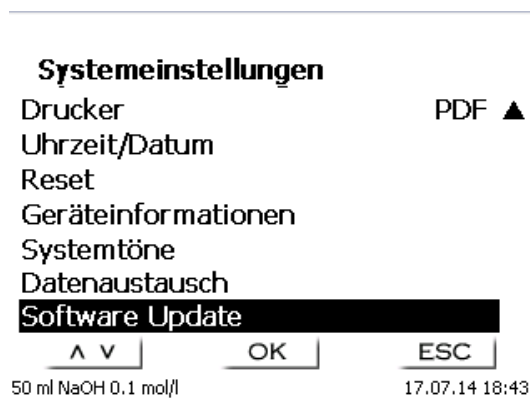 Systemeinstellungen
Drucker PDF ▲
Uhrzeit/Datum
Reset
Geräteinformationen
Systemtöne
Datenaustausch
Software Update
∧ ∨ OK ESC
50 ml NaOH 0.1 mol/l 17.07.14 18:43